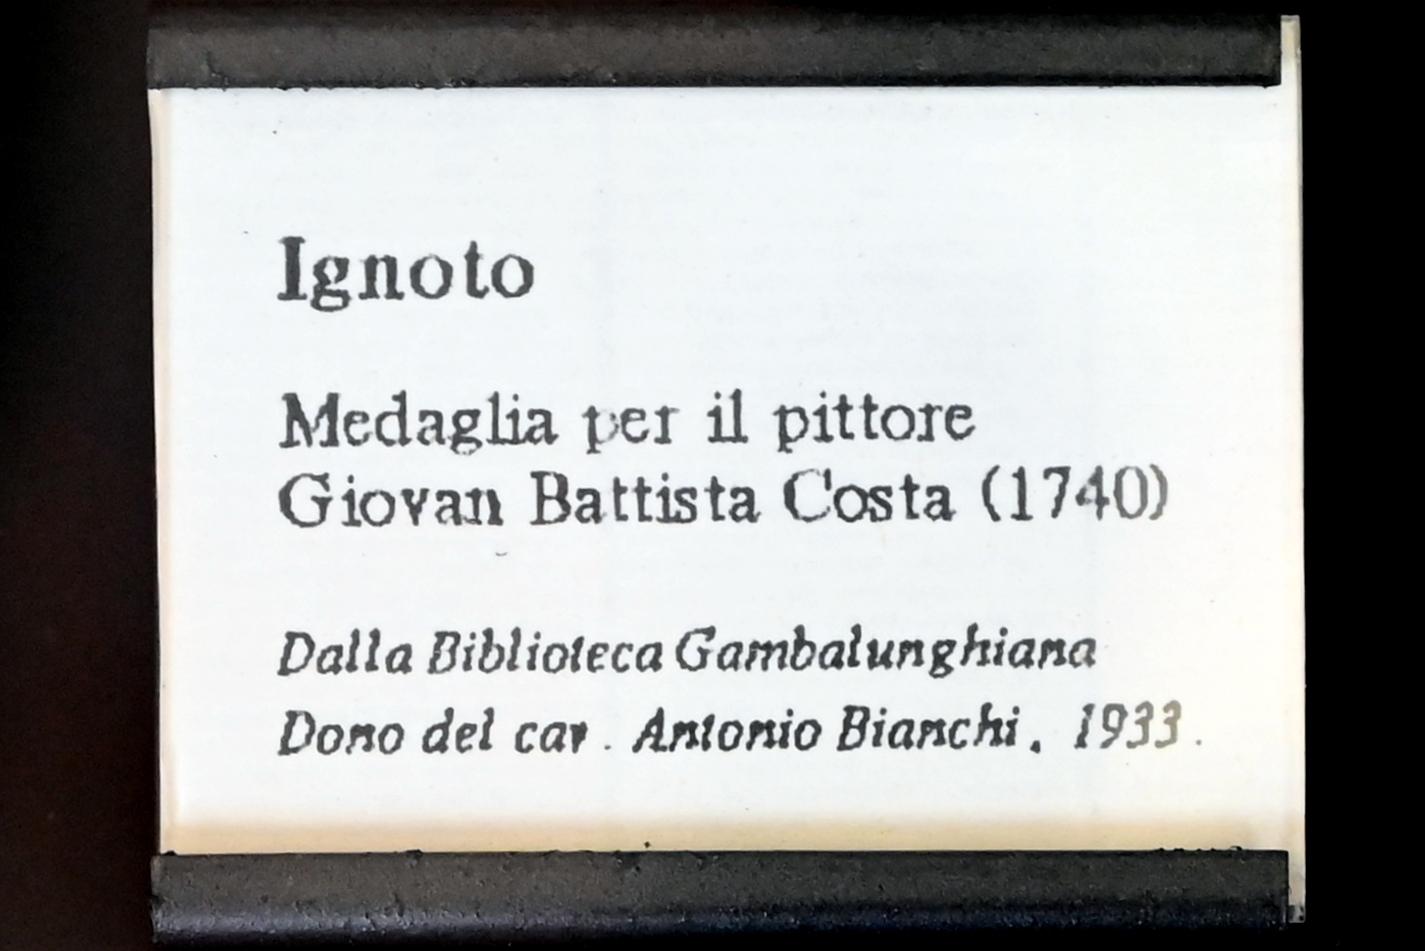 Ignoto
Medaglia per il pittore
Giovan Battista Costa (1740)
Dalla Biblioteca Gambalunghiana
Dono del cav. Antonio Bianchi, 1933.